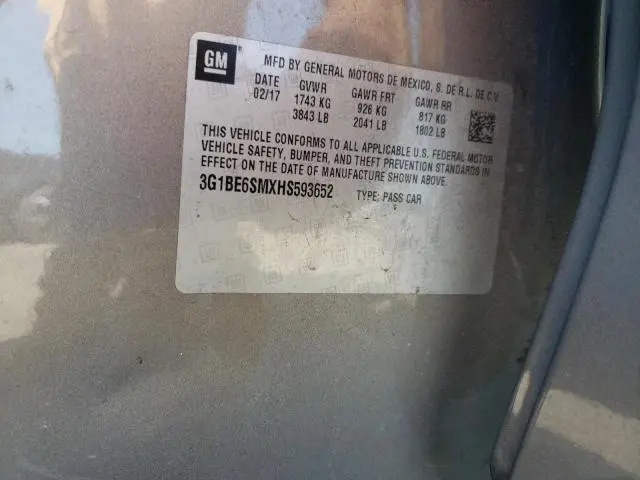 GM
MFD BY GENERAL MOTORS DE MEXICO, S. DE R.L. DE C.V.
DATE GVWR GAWR FRT GAWR RR
02/17 1743 KG 926 KG 817 KG
3843 LB 2041 LB 1802 LB
THIS VEHICLE CONFORMS TO ALL APPLICABLE U.S. FEDERAL MOTOR
VEHICLE SAFETY, BUMPER, AND THEFT PREVENTION STANDARDS IN
EFFECT ON THE DATE OF MANUFACTURE SHOWN ABOVE.
3G1BE6SMXHS593652 TYPE: PASS CAR